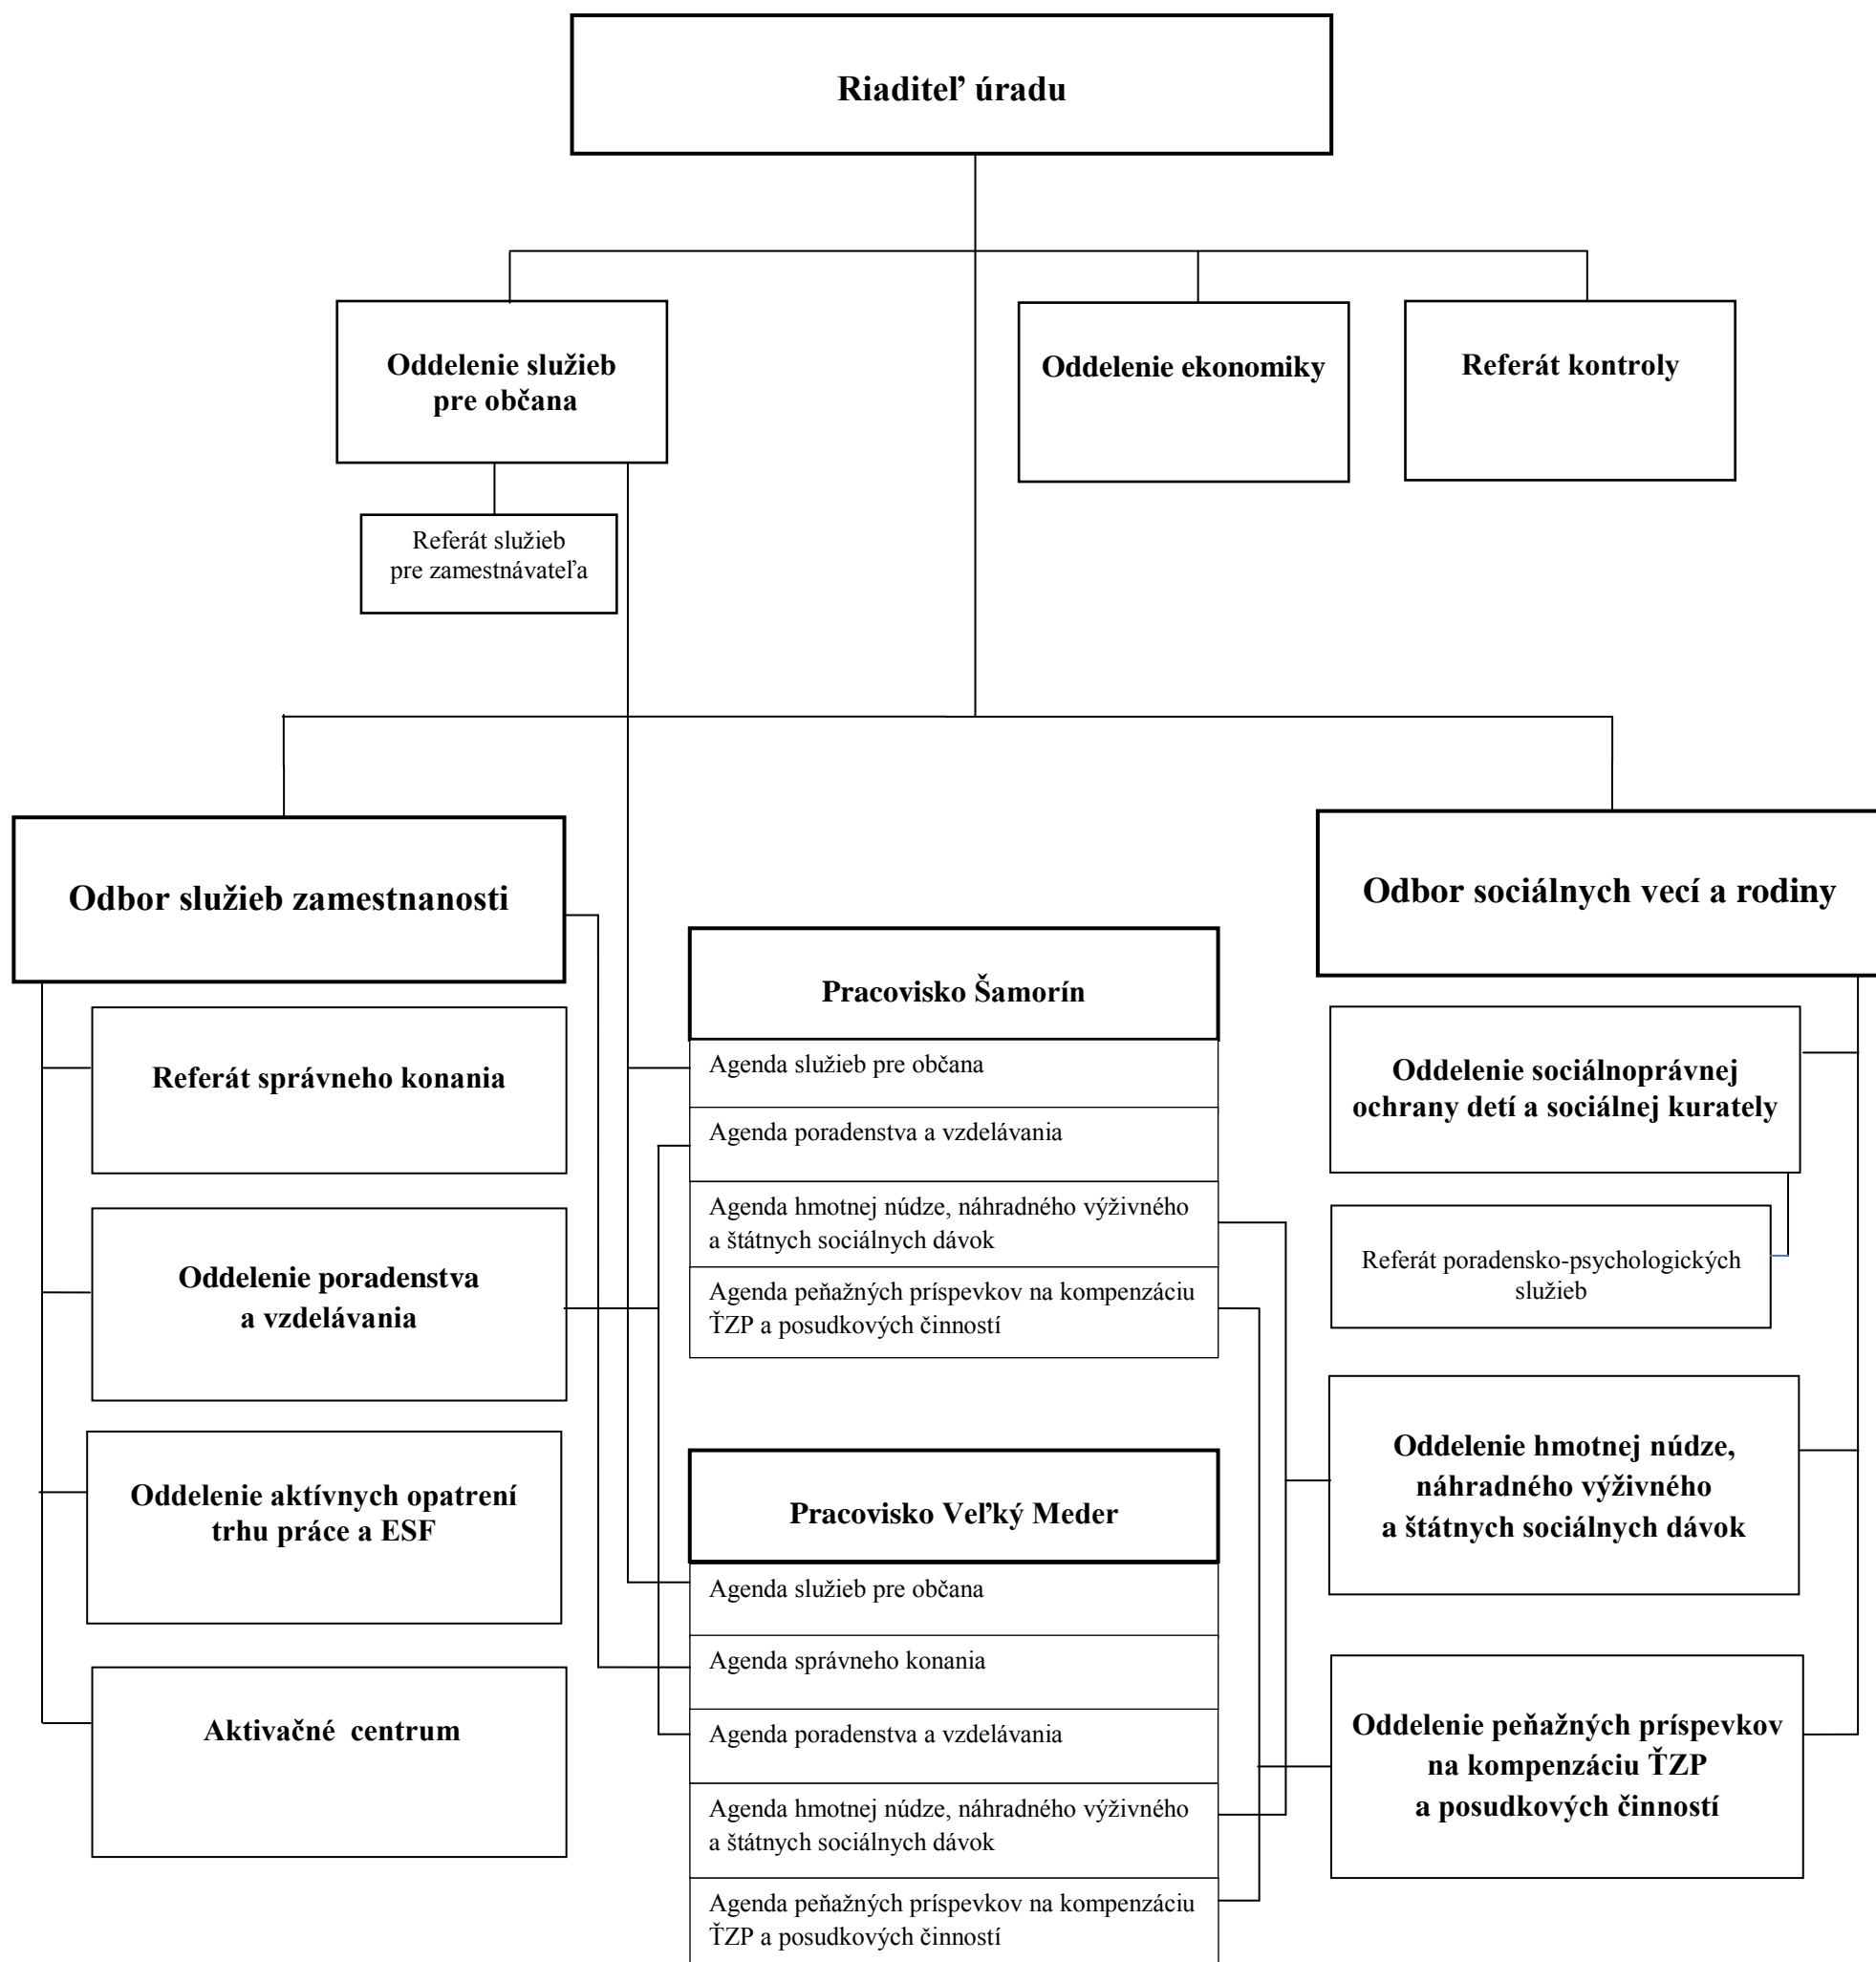 Riaditeľ úradu
Oddelenie služieb
pre občana
Oddelenie ekonomiky
Referát kontroly
Referát služieb
pre zamestnávateľa
Odbor služieb zamestnanosti
Referát správneho konania
Oddelenie poradenstva
a vzdelávania
Oddelenie aktívnych opatrení
trhu práce a ESF
Aktivačné centrum
Pracovisko Šamorín
Agenda služieb pre občana
Agenda poradenstva a vzdelávania
Agenda hmotnej núdze, náhradného výživného
a štátnych sociálnych dávok
Agenda peňažných príspevkov na kompenzáciu
ŤZP a posudkových činností
Pracovisko Veľký Meder
Agenda služieb pre občana
Agenda správneho konania
Agenda poradenstva a vzdelávania
Agenda hmotnej núdze, náhradného výživného
a štátnych sociálnych dávok
Agenda peňažných príspevkov na kompenzáciu
ŤZP a posudkových činností
Odbor sociálnych vecí a rodiny
Oddelenie sociálnoprávnej
ochrany detí a sociálnej kurately
Referát poradensko-psychologických
služieb
Oddelenie hmotnej núdze,
náhradného výživného
a štátnych sociálnych dávok
Oddelenie peňažných príspevkov
na kompenzáciu ŤZP
a posudkových činností